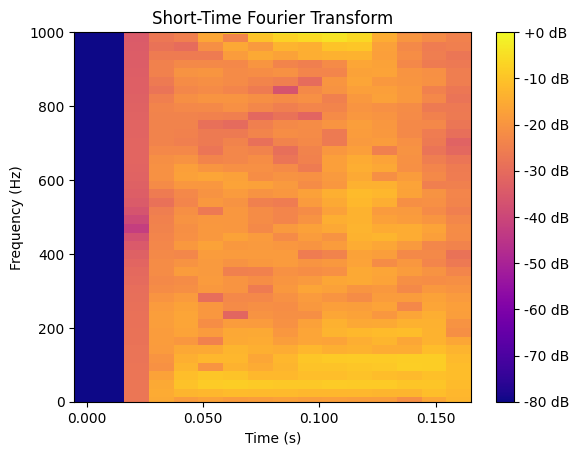 Short-Time Fourier Transform
1000
800
600
400
200
0
Frequency (Hz)
0.000
0.050
0.100
0.150
Time (s)
+0 dB
-10 dB
-20 dB
-30 dB
-40 dB
-50 dB
-60 dB
-70 dB
-80 dB